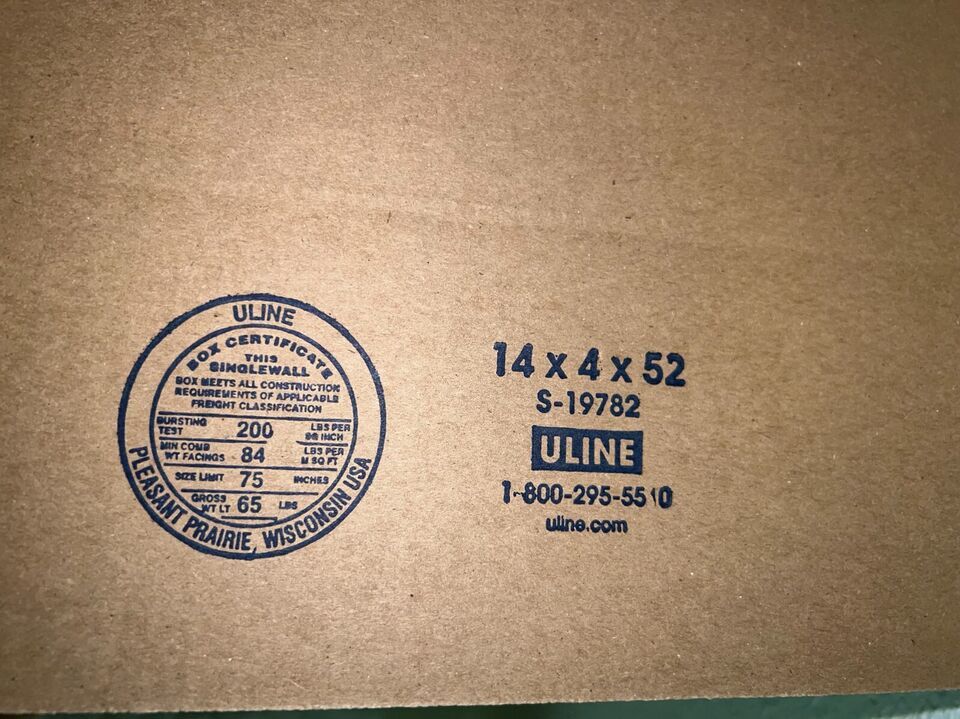 ULINE
BOX CERTIFICATE
THIS
SINGLEWALL
BOX MEETS ALL CONSTRUCTION
REQUIREMENTS OF APPLICABLE
FREIGHT CLASSIFICATION
BURSTING TEST 200 LBS PER SQ INCH
MIN COMB WT FACINGS 84 LBS PER M SQ FT
SIZE LIMIT 75 INCHES
GROSS WT LT 65 LBS
PLEASANT PRAIRIE, WISCONSIN USA
14 x 4 x 52
S-19782
ULINE
1-800-295-5510
uline.com